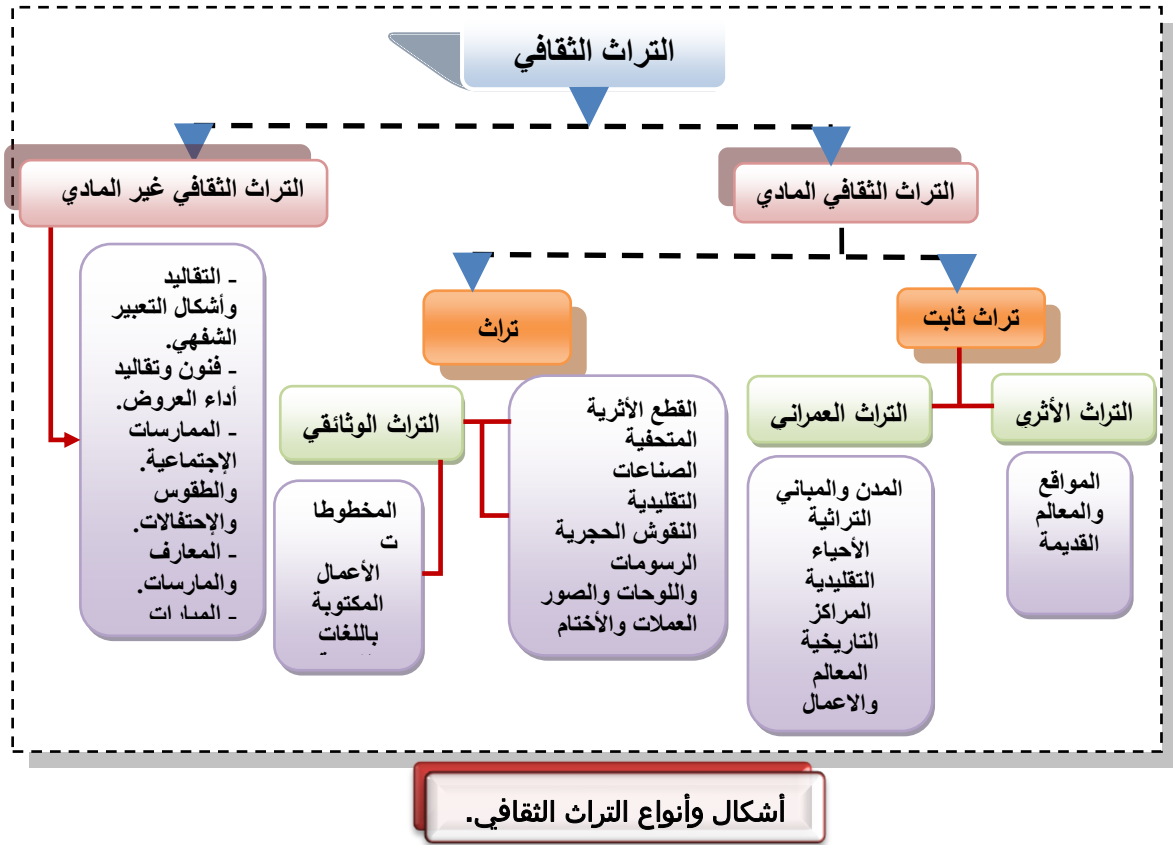 التراث الثقافي
التراث الثقافي المادي
التراث الثقافي غير المادي
تراث ثابت
تراث
التراث الأثري
التراث العمراني
التراث الوثائقي
المواقع
والمعالم
القديمة
المدن والمباني
التراثية
الأحياء
التقليدية
المراكز
التاريخية
المعالم
والاعمال
القطع الأثرية
المتحفية
الصناعات
التقليدية
النقوش الحجرية
الرسومات
واللوحات والصور
العملات والأختام
المخطوطا
ت
الأعمال
المكتوبة
باللغات
- التقاليد
وأشكال التعبير
الشفهي.
- فنون وتقاليد
أداء العروض.
- الممارسات
الإجتماعية.
والطقوس
والإحتفالات.
- المعارف
والمارسات.
أشكال وأنواع التراث الثقافي.